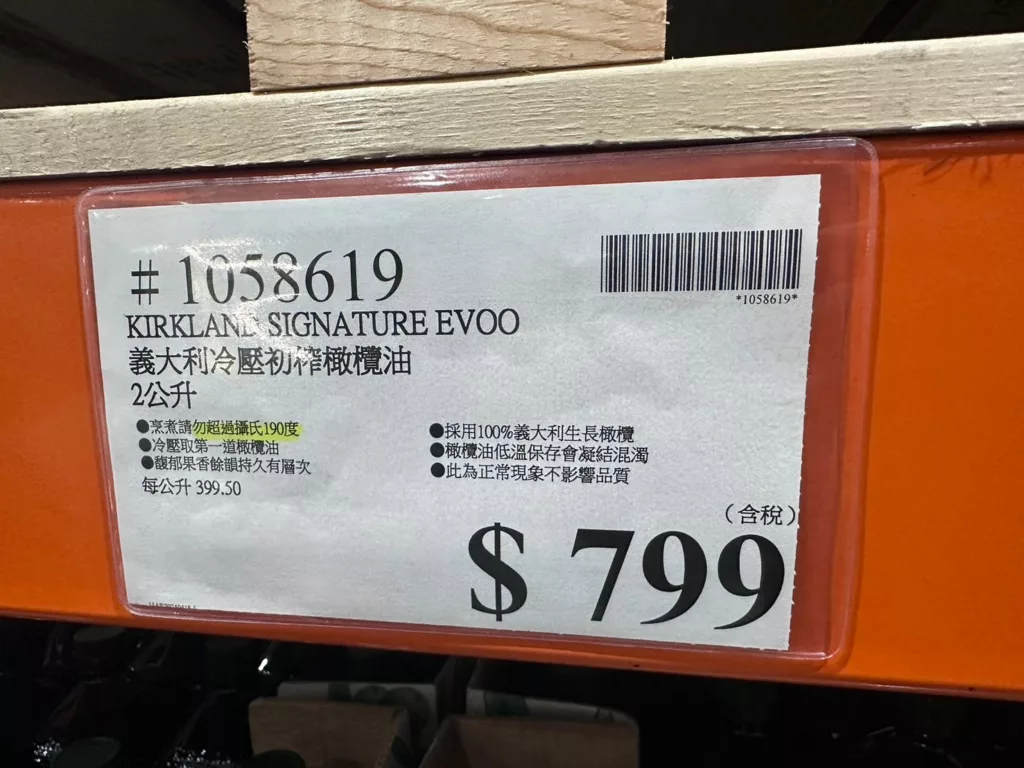 # 1058619
*1058619*
KIRKLAND SIGNATURE EVOO
義大利冷壓初榨橄欖油
2公升
●烹煮請勿超過攝氏190度
●冷壓取第一道橄欖油
●馥郁果香餘韻持久有層次
每公升 399.50
●採用100%義大利生長橄欖
●橄欖油低溫保存會凝結混濁
●此為正常現象不影響品質
（含稅）
$ 799